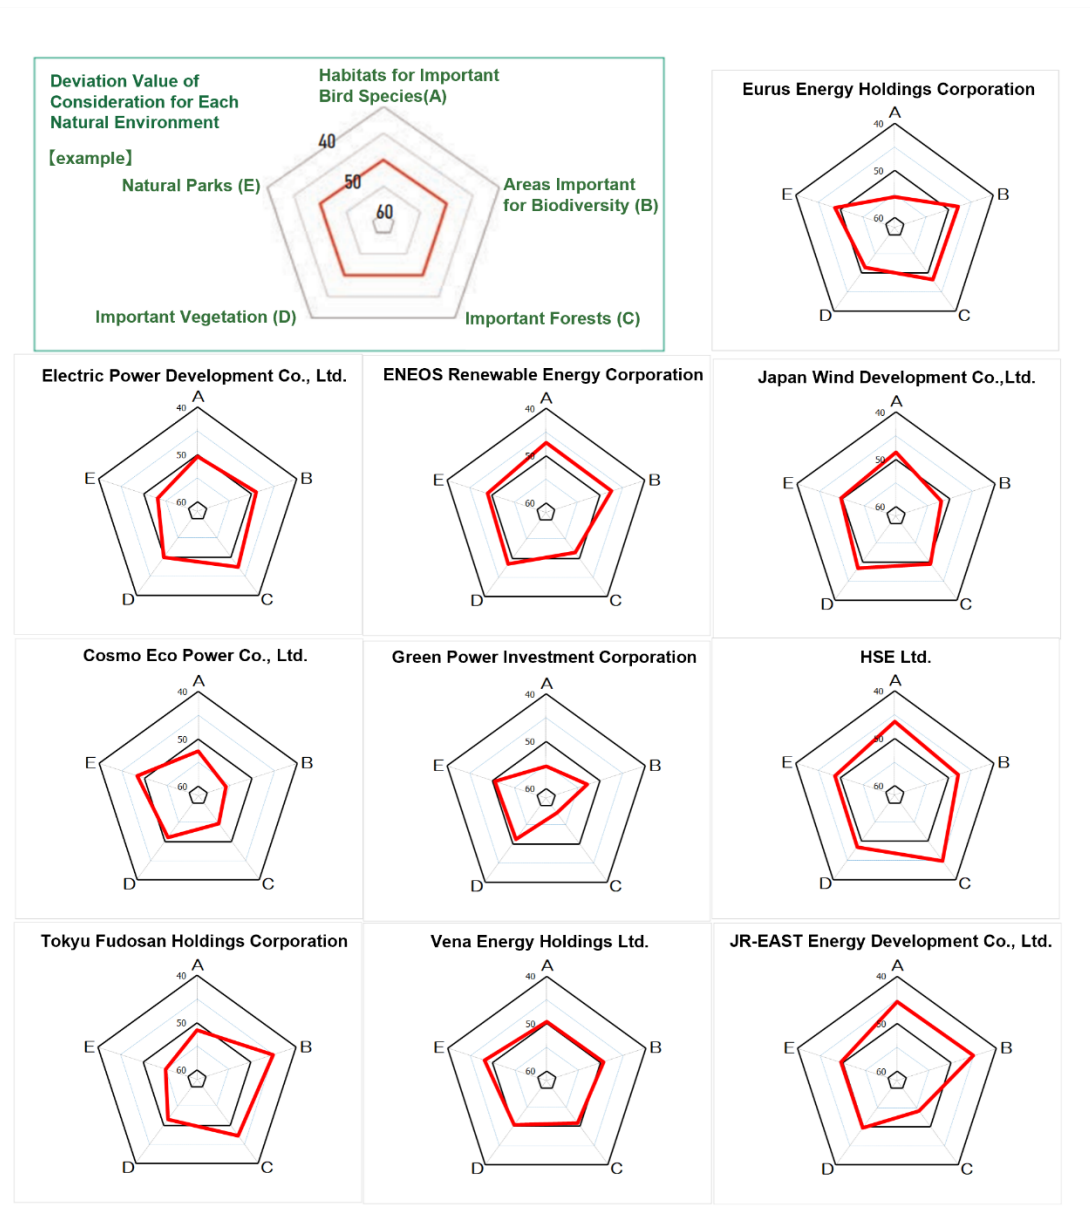 Deviation Value of
Consideration for Each
Natural Environment
【example】
Habitats for Important
Bird Species(A)
40
50
60
Natural Parks (E)
Areas Important
for Biodiversity (B)
Important Vegetation (D)
Important Forests (C)
Eurus Energy Holdings Corporation
A
40
50
E
B
60
D
C
Electric Power Development Co., Ltd.
A
40
50
E
B
60
D
C
ENEOS Renewable Energy Corporation
A
40
50
E
B
60
D
C
Japan Wind Development Co.,Ltd.
A
40
50
E
B
60
D
C
Cosmo Eco Power Co., Ltd.
A
40
50
E
B
60
D
C
Green Power Investment Corporation
A
40
50
E
B
60
D
C
HSE Ltd.
A
40
50
E
B
60
D
C
Tokyu Fudosan Holdings Corporation
A
40
50
E
B
60
D
C
Vena Energy Holdings Ltd.
A
40
50
E
B
60
D
C
JR-EAST Energy Development Co., Ltd.
A
40
50
E
B
60
D
C